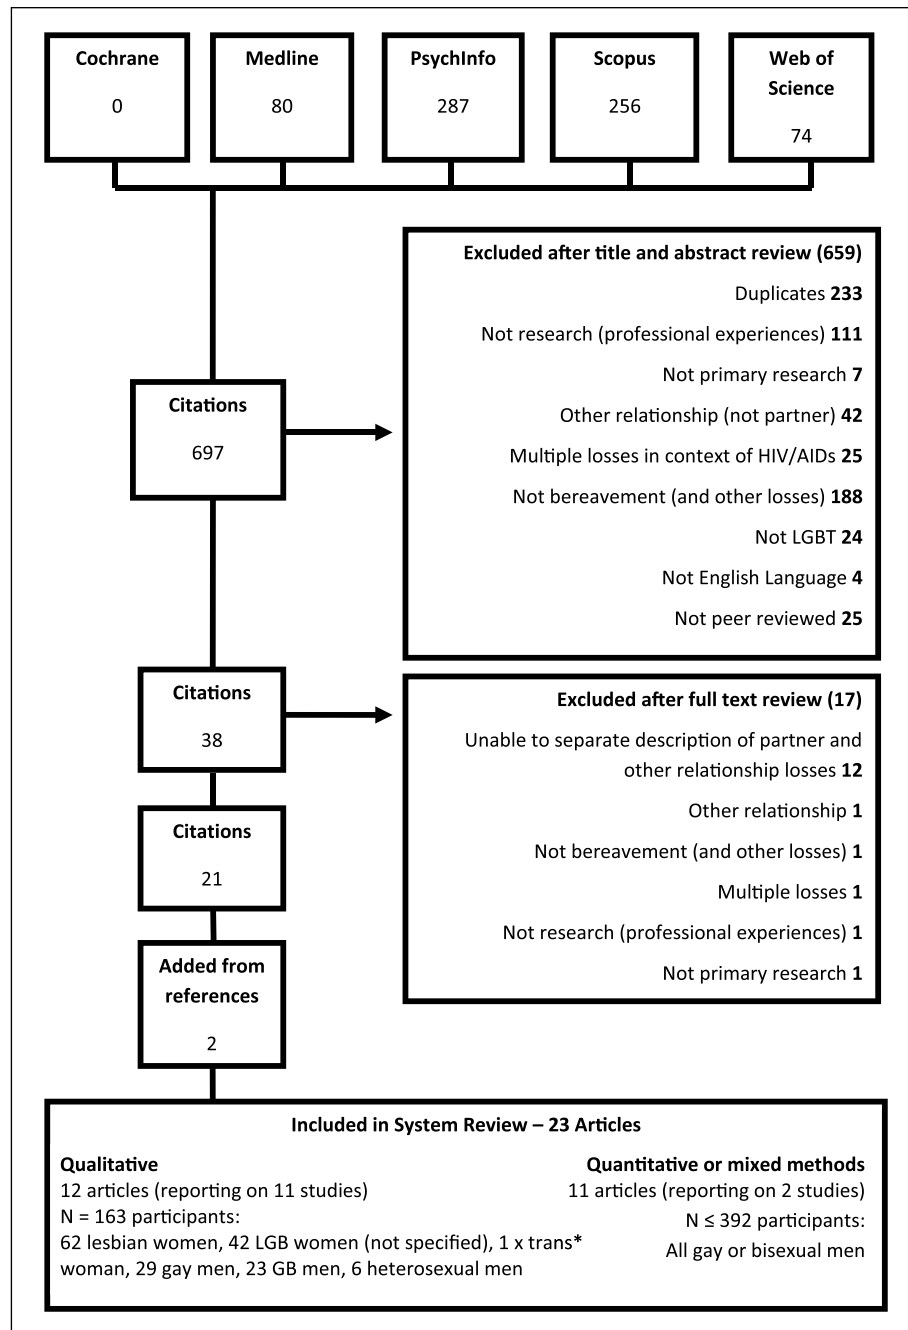 Cochrane
0
Medline
80
PsychInfo
287
Scopus
256
Web of
Science
74
Excluded after title and abstract review (659)
Duplicates 233
Not research (professional experiences) 111
Not primary research 7
Other relationship (not partner) 42
Multiple losses in context of HIV/AIDs 25
Not bereavement (and other losses) 188
Not LGBT 24
Not English Language 4
Not peer reviewed 25
Citations
697
Citations
38
Excluded after full text review (17)
Unable to separate description of partner and
other relationship losses 12
Other relationship 1
Not bereavement (and other losses) 1
Multiple losses 1
Not research (professional experiences) 1
Not primary research 1
Citations
21
Added from
references
2
Included in System Review – 23 Articles
Qualitative
12 articles (reporting on 11 studies)
N = 163 participants:
62 lesbian women, 42 LGB women (not specified), 1 x trans*
woman, 29 gay men, 23 GB men, 6 heterosexual men
Quantitative or mixed methods
11 articles (reporting on 2 studies)
N ≤ 392 participants:
All gay or bisexual men